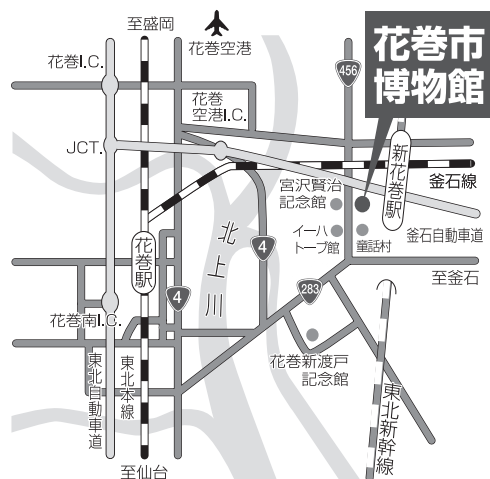 至盛岡
花巻空港
花巻市
博物館
花巻I.C.
456
花巻
空港I.C.
JCT.
新花巻駅
宮沢賢治
記念館
釜石線
イーハ
トーブ館
童話村
釜石自動車道
花巻駅
北上川
4
至釜石
4
283
花巻南I.C.
花巻新渡戸
記念館
東北自動車道
東北本線
東北新幹線
至仙台